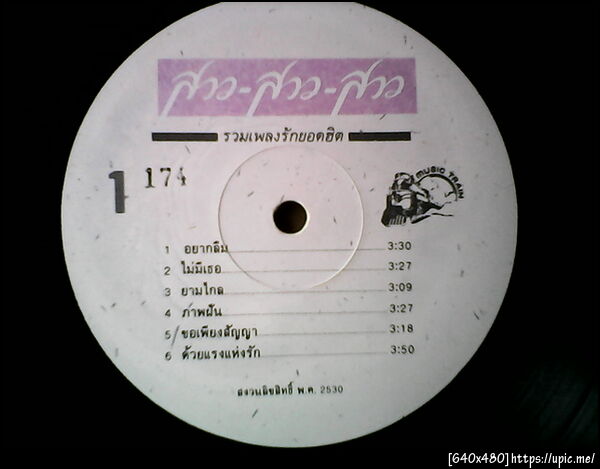 สาว-สาว-สาว
รวมเพลงรักยอดฮิต
1 174
MUSIC TRAIN
1 อยากลืม 3:30
2 ไม่มีเธอ 3:27
3 ยามไกล 3:09
4 ภาพฝัน 3:27
5 ขอเพียงสัญญา 3:18
6 ด้วยแรงแห่งรัก 3:50
สงวนลิขสิทธิ์ พ.ศ. 2530
[640x480]https://upic.me/